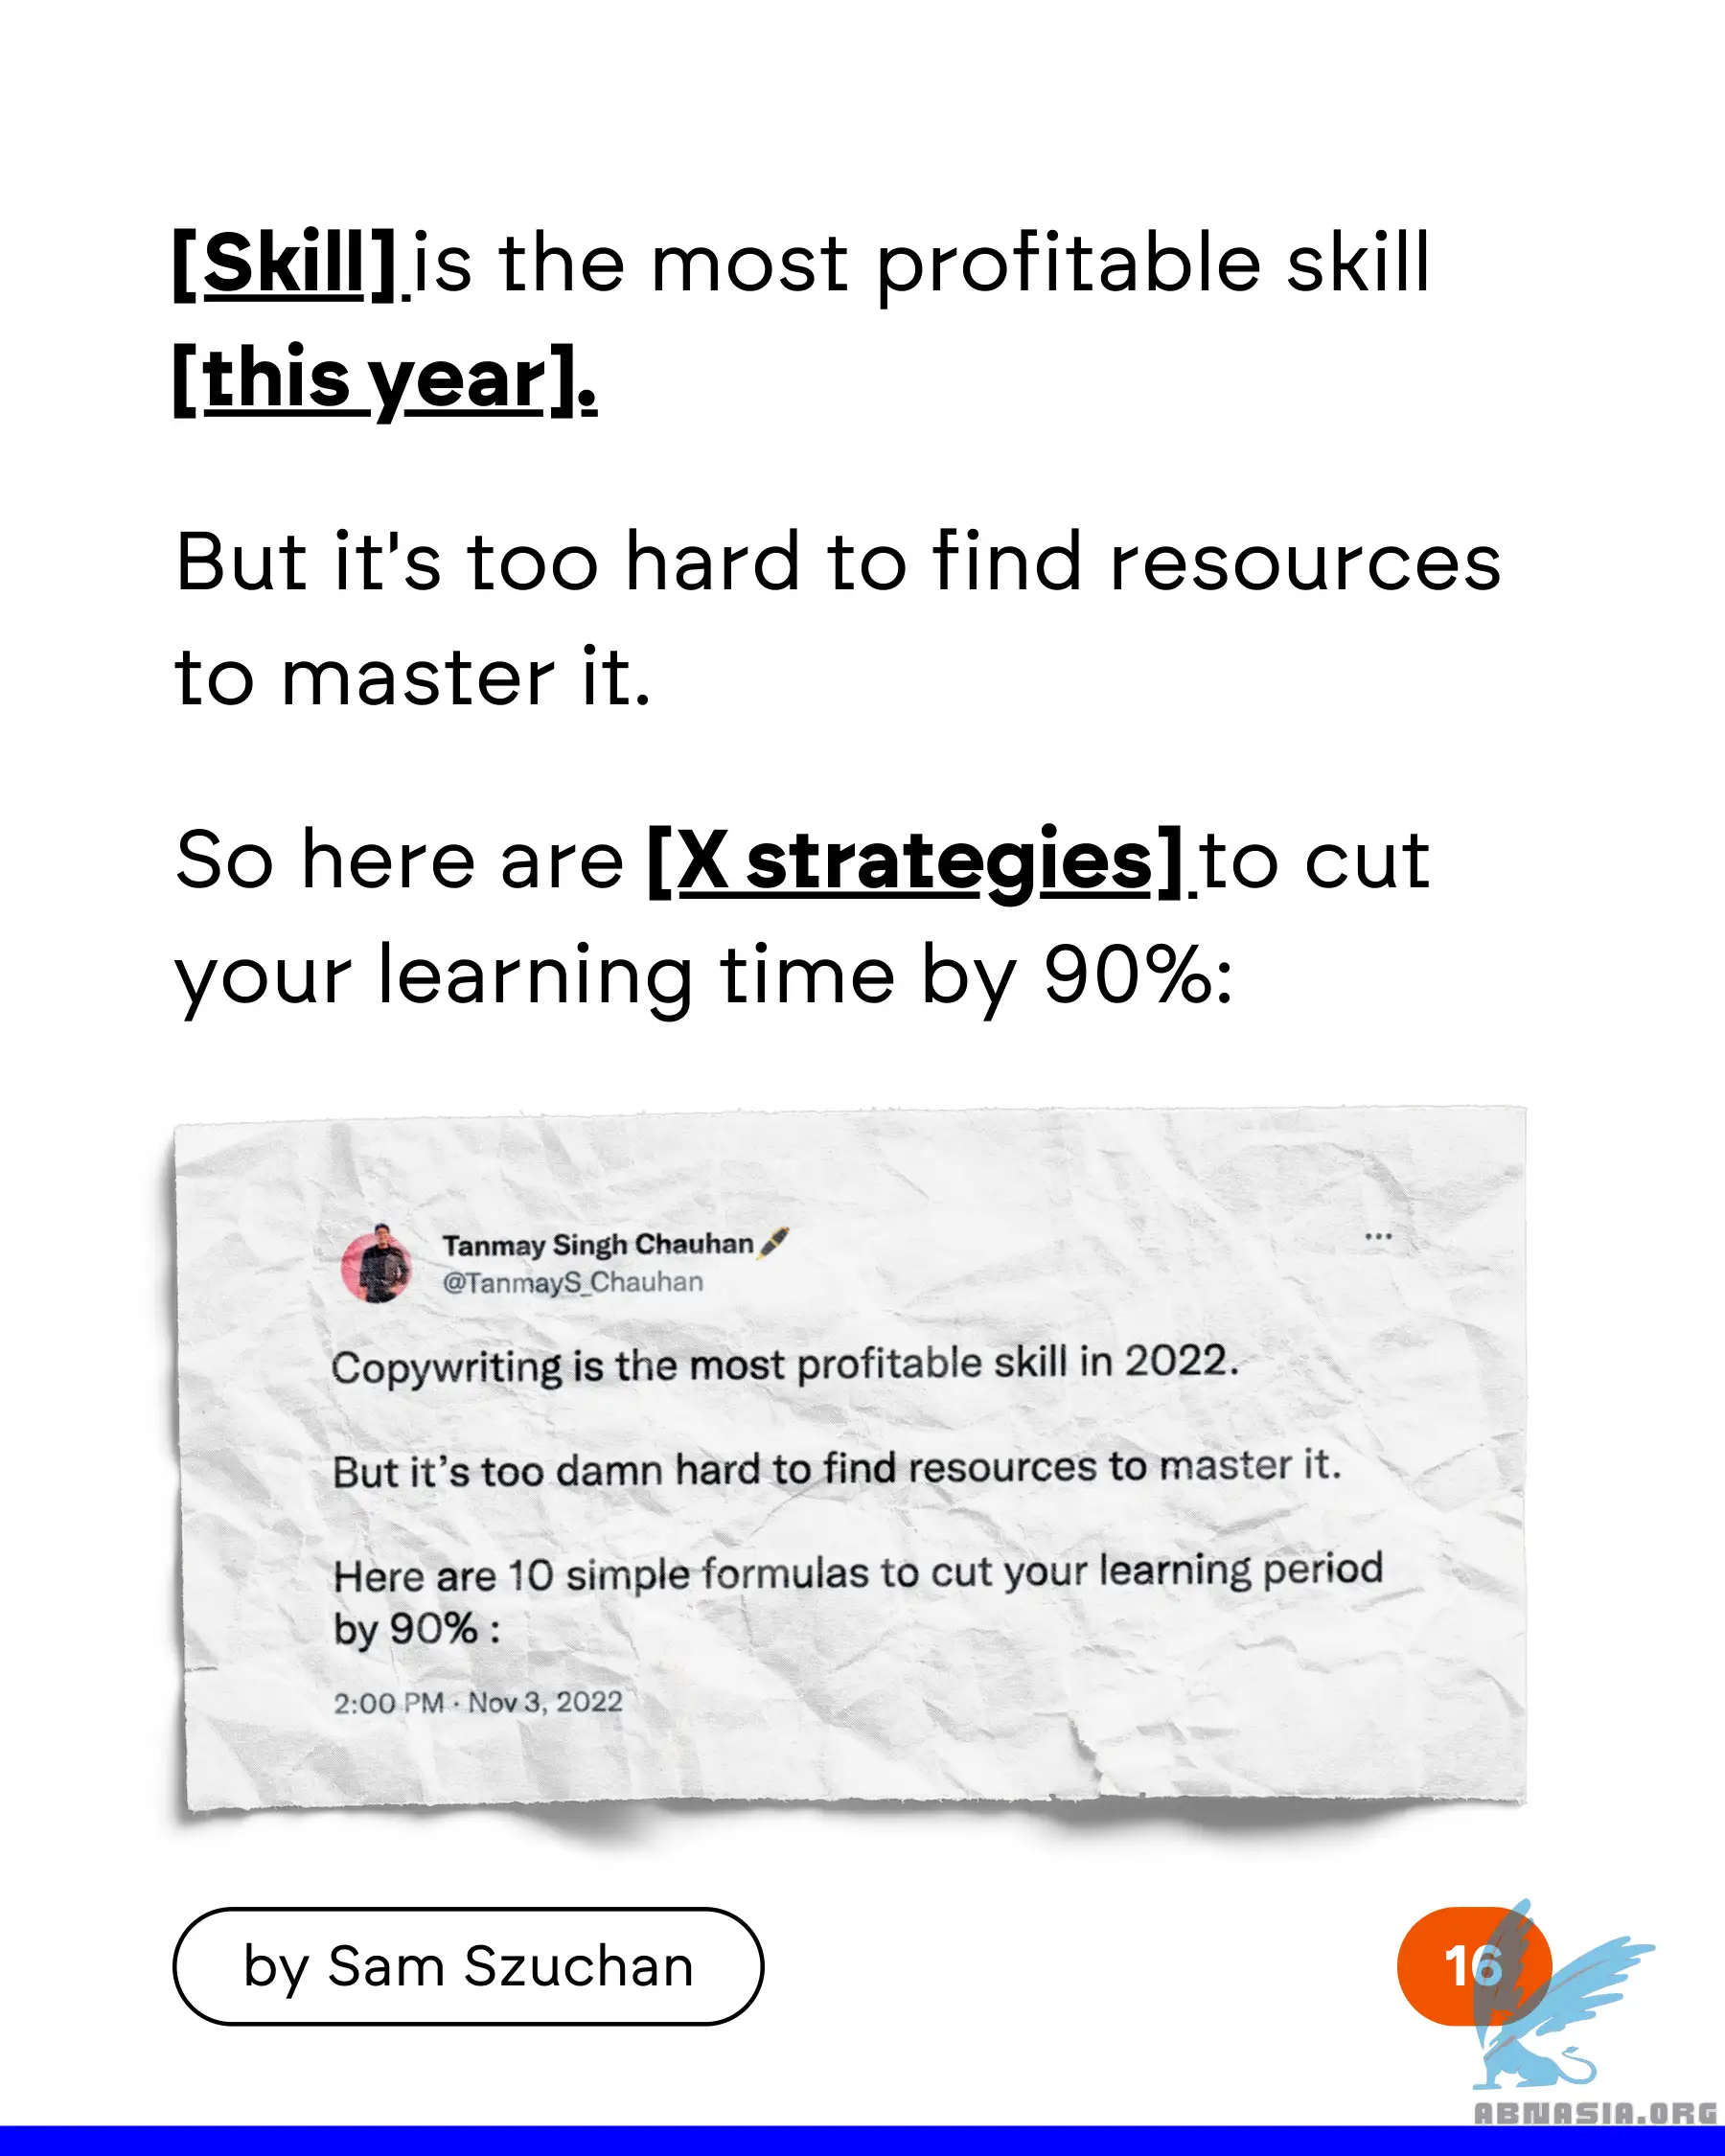 [Skill] is the most profitable skill
[this year].
But it's too hard to find resources
to master it.
So here are [X strategies] to cut
your learning time by 90%:
Tanmay Singh Chauhan
@TanmayS_Chauhan
Copywriting is the most profitable skill in 2022.
But it’s too damn hard to find resources to master it.
Here are 10 simple formulas to cut your learning period
by 90% :
2:00 PM · Nov 3, 2022
by Sam Szuchan
16
ABNASIA.ORG